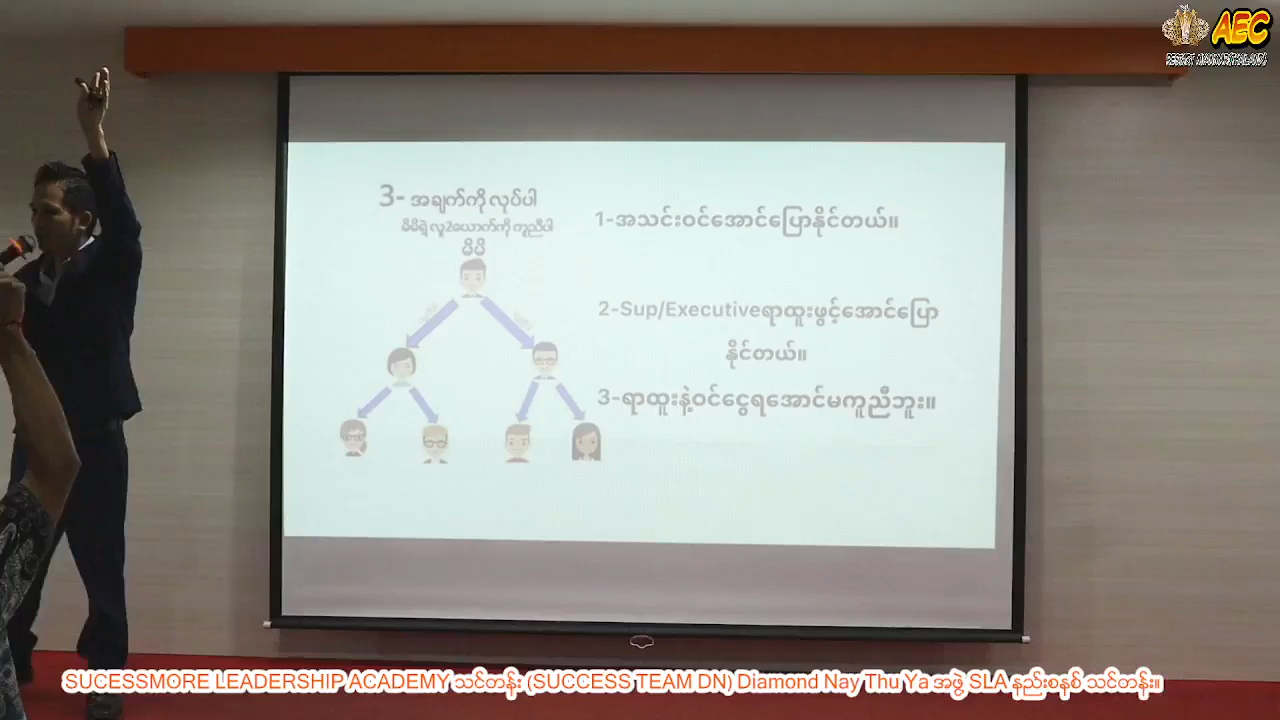 AEC
3- အချက်ကို လုပ်ပါ
မိမိရဲ့ လူ2ယောက်ကို ကူညီပါ
မိမိ
1-အသင်းဝင်အောင်ပြောနိုင်တယ်။
2-Sup/Executiveရာထူးဖွင့်အောင်ပြော
နိုင်တယ်။
3-ရာထူးနဲ့ဝင်ငွေရအောင်မကူညီဘူး။
SUCESSMORE LEADERSHIP ACADEMY သင်တန်း (SUCCESS TEAM DN) Diamond Nay Thu Ya အဖွဲ့ SLA နည်းစနစ် သင်တန်း။